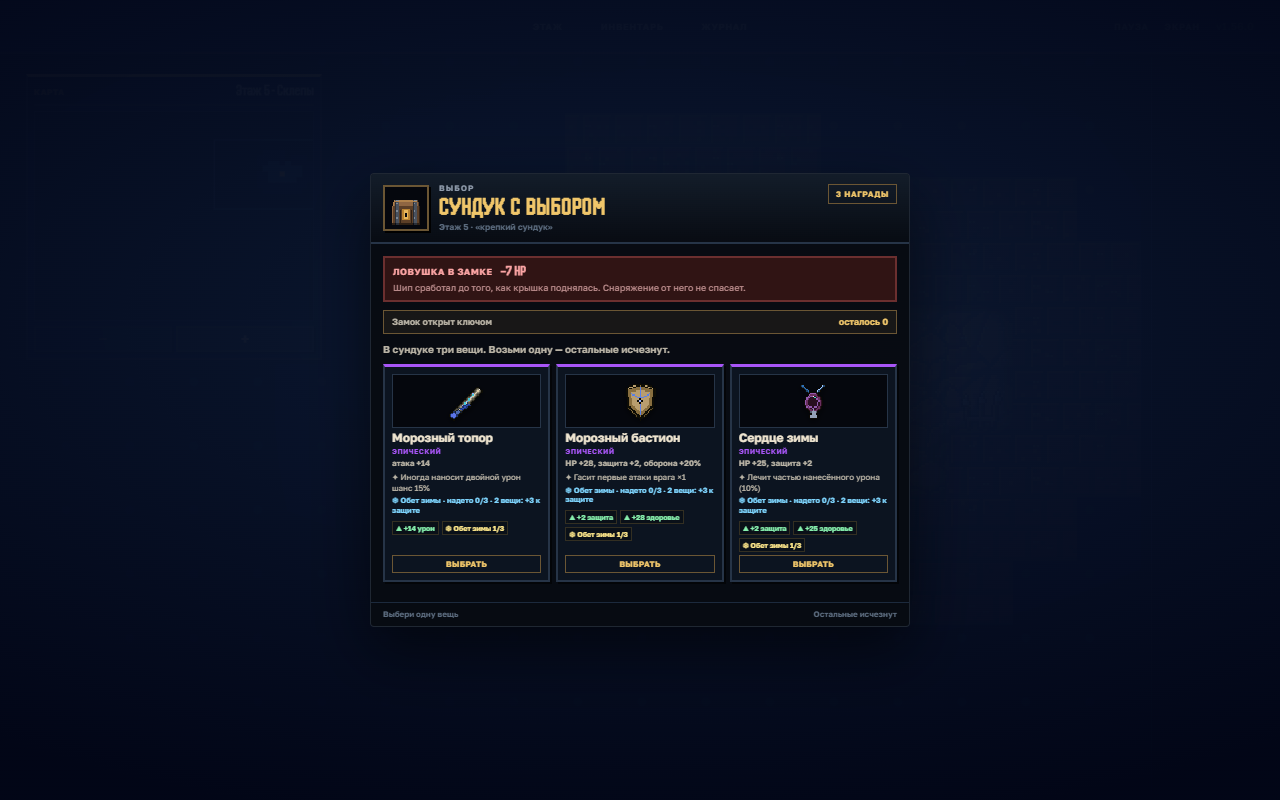 ВЫБОР
СУНДУК С ВЫБОРОМ
Этаж 5 · «крепкий сундук»
3 НАГРАДЫ
ЛОВУШКА В ЗАМКЕ −7 HP
Шип сработал до того, как крышка поднялась. Снаряжение от него не спасает.
Замок открыт ключом
осталось 0
В сундуке три вещи. Возьми одну — остальные исчезнут.
Морозный топор
ЭПИЧЕСКИЙ
атака +14
✦ Иногда наносит двойной урон
шанс 15%
❄ Обет зимы · надето 0/3 · 2 вещи: +3 к
защите
▲ +14 урон
❄ Обет зимы 1/3
ВЫБРАТЬ
Морозный бастион
ЭПИЧЕСКИЙ
HP +28, защита +2, оборона +20%
✦ Гасит первые атаки врага ×1
❄ Обет зимы · надето 0/3 · 2 вещи: +3 к
защите
▲ +2 защита
▲ +28 здоровье
❄ Обет зимы 1/3
ВЫБРАТЬ
Сердце зимы
ЭПИЧЕСКИЙ
HP +25, защита +2
✦ Лечит частью нанесённого урона
(10%)
❄ Обет зимы · надето 0/3 · 2 вещи: +3 к
защите
▲ +2 защита
▲ +25 здоровье
❄ Обет зимы 1/3
ВЫБРАТЬ
Выбери одну вещь
Остальные исчезнут